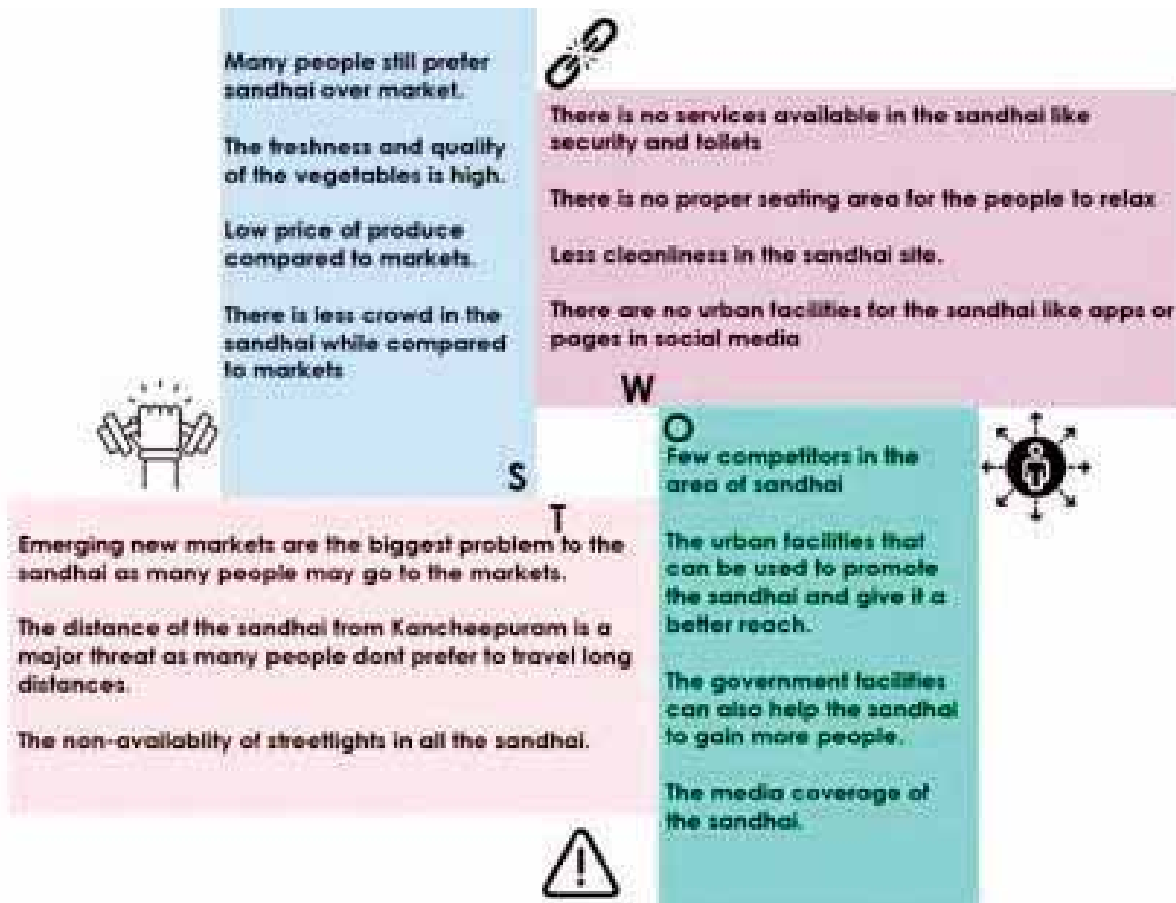 Many people still prefer
sandhai over market.
The freshness and quality
of the vegetables is high.
Low price of produce
compared to markets.
There is less crowd in the
sandhai while compared
to markets
S
There is no services available in the sandhai like
security and toilets
There is no proper seating area for the people to relax
Less cleanliness in the sandhai site.
There are no urban facilities for the sandhai like apps or
pages in social media
W
O
Few competitors in the
area of sandhai
The urban facilities that
can be used to promote
the sandhai and give it a
better reach.
The government facilities
can also help the sandhai
to gain more people.
The media coverage of
the sandhai.
T
Emerging new markets are the biggest problem to the
sandhai as many people may go to the markets.
The distance of the sandhai from Kancheepuram is a
major threat as many people dont prefer to travel long
distances.
The non-availablity of streetlights in all the sandhai.